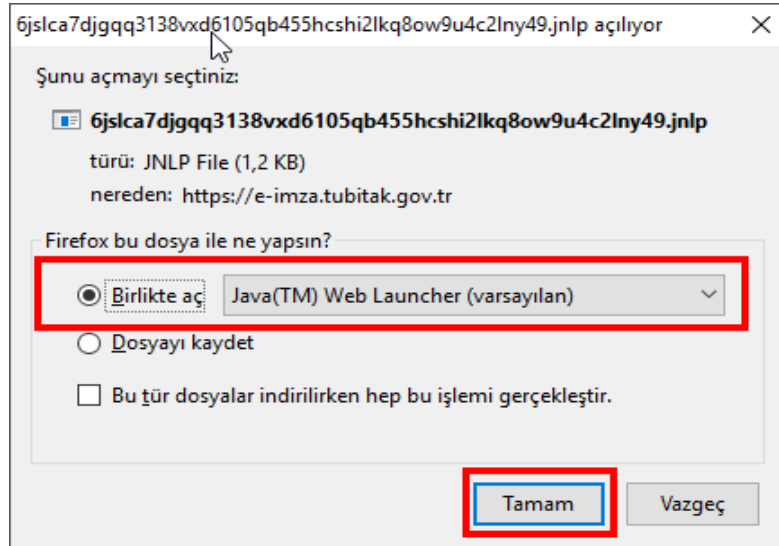 6jslca7djgqq3138vxd6105qb455hcshi2lkq8ow9u4c2lny49.jnlp açılıyor
Şunu açmayı seçtiniz:
6jslca7djgqq3138vxd6105qb455hcshi2lkq8ow9u4c2lny49.jnlp
türü: JNLP File (1,2 KB)
nereden: https://e-imza.tubitak.gov.tr
Firefox bu dosya ile ne yapsın?
Birlikte aç Java(TM) Web Launcher (varsayılan)
Dosyayı kaydet
Bu tür dosyalar indirilirken hep bu işlemi gerçekleştir.
Tamam Vazgeç